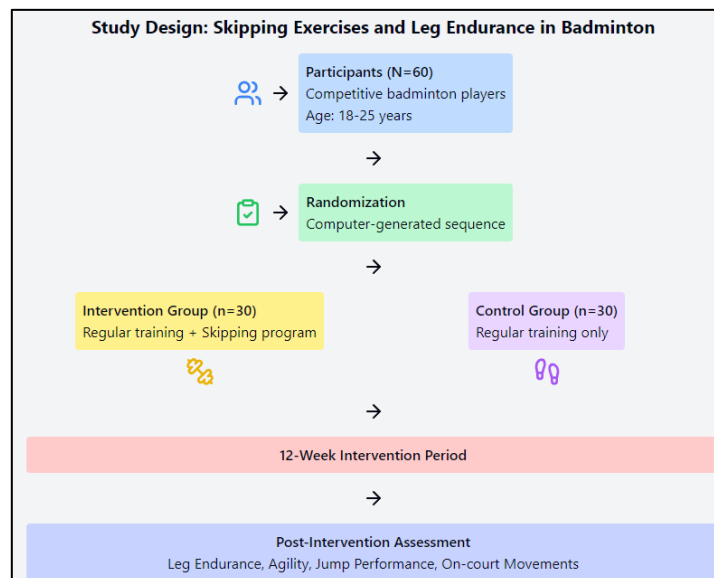 Study Design: Skipping Exercises and Leg Endurance in Badminton
Participants (N=60)
Competitive badminton players
Age: 18-25 years
Randomization
Computer-generated sequence
Intervention Group (n=30)
Regular training + Skipping program
Control Group (n=30)
Regular training only
12-Week Intervention Period
Post-Intervention Assessment
Leg Endurance, Agility, Jump Performance, On-court Movements